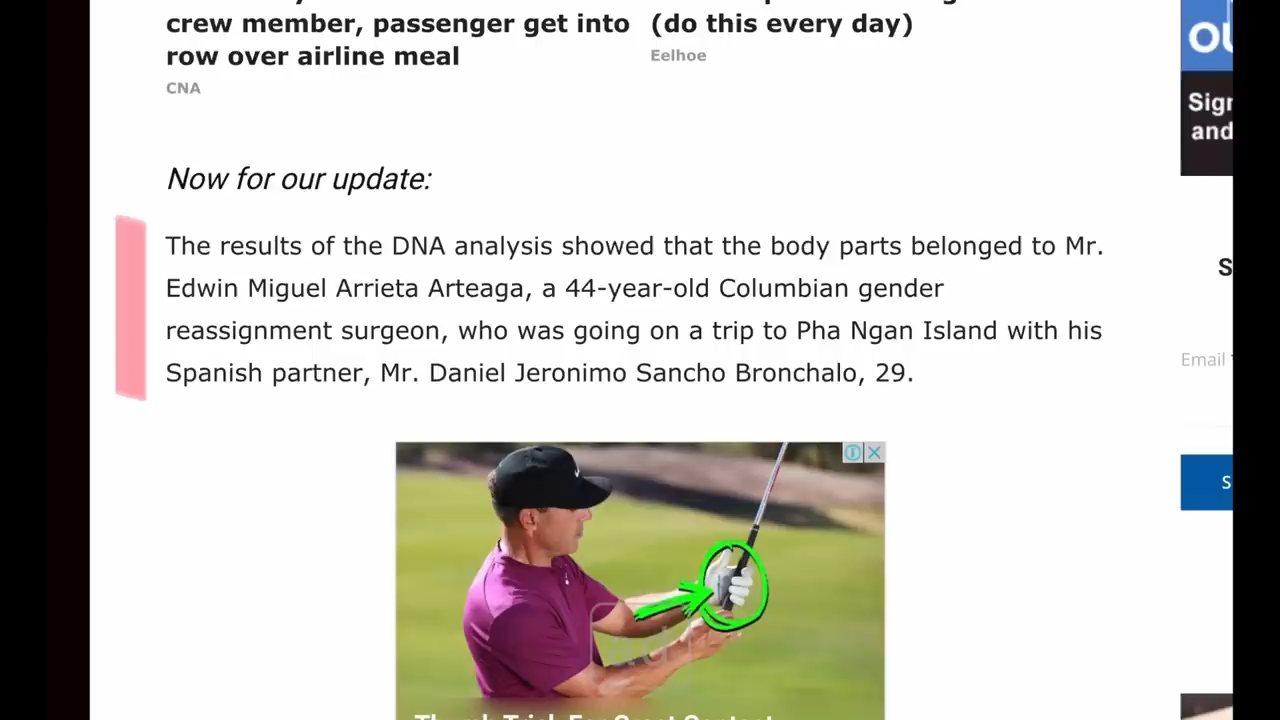 crew member, passenger get into
row over airline meal
CNA
(do this every day)
Eelhoe
Sign
and
Now for our update:
The results of the DNA analysis showed that the body parts belonged to Mr.
Edwin Miguel Arrieta Arteaga, a 44-year-old Columbian gender
reassignment surgeon, who was going on a trip to Pha Ngan Island with his
Spanish partner, Mr. Daniel Jeronimo Sancho Bronchalo, 29.
Email
S
S
ad